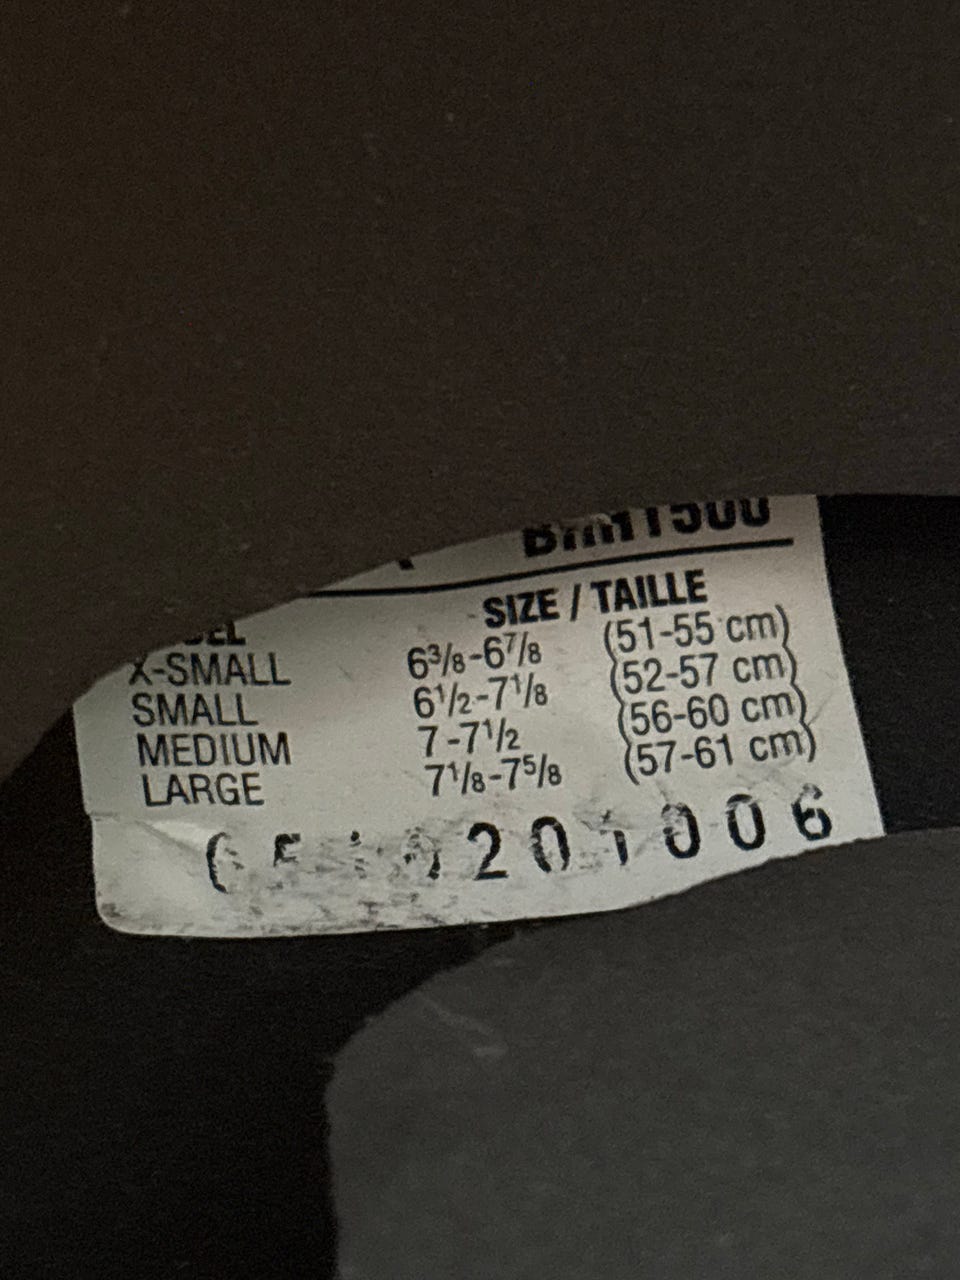 SIZE / TAILLE
X-SMALL 6³/₈-6⁷/₈ (51-55 cm)
SMALL 6¹/₂-7¹/₈ (52-57 cm)
MEDIUM 7-7¹/₂ (56-60 cm)
LARGE 7¹/₈-7⁵/₈ (57-61 cm)